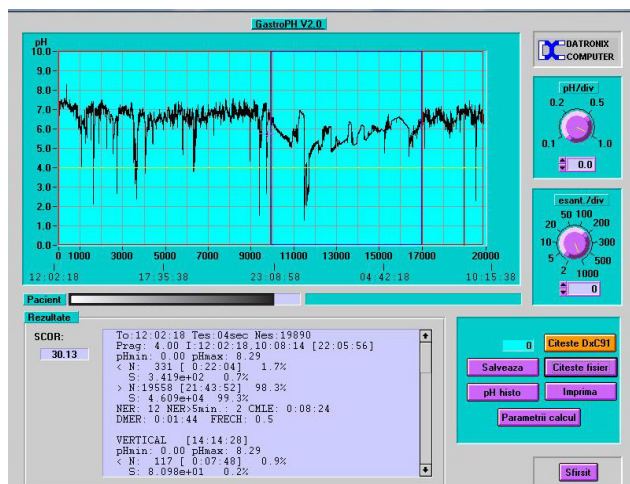 GastroPH V2.0
pH
10.0
9.0
8.0
7.0
6.0
5.0
4.0
3.0
2.0
1.0
0.0
0 1000 3000 5000 7000 9000 11000 13000 15000 17000 20000
12:02:18 17:35:38 23:08:58 04:42:18 10:15:38
DATRONIX
COMPUTER
pH/div
0.2 0.5
0.1 1.0
0.0
esant./div
50 100
20 200
10 300
5 500
2 1000
0
Pacient
Rezultate
SCOR:
30.13
To:12:02:18 Tes:04sec Nes:19890
Prag: 4.00 I:12:02:18,10:08:14 [22:05:56]
pHmin: 0.00 pHmax: 8.29
< N: 331 [ 0:22:04] 1.7%
S: 3.419e+02 0.7%
> N:19558 [21:43:52] 98.3%
S: 4.609e+04 99.3%
NER: 12 NER>5min.: 2 CMLE: 0:08:24
DMER: 0:01:44 FRECH: 0.5
VERTICAL [14:14:28]
pHmin: 0.00 pHmax: 8.29
< N: 117 [ 0:07:48] 0.9%
S: 8.098e+01 0.2%
0 Citeste DxC91
Salveaza Citeste fisier
pH histo Imprima
Parametrii calcul
Sfirsit